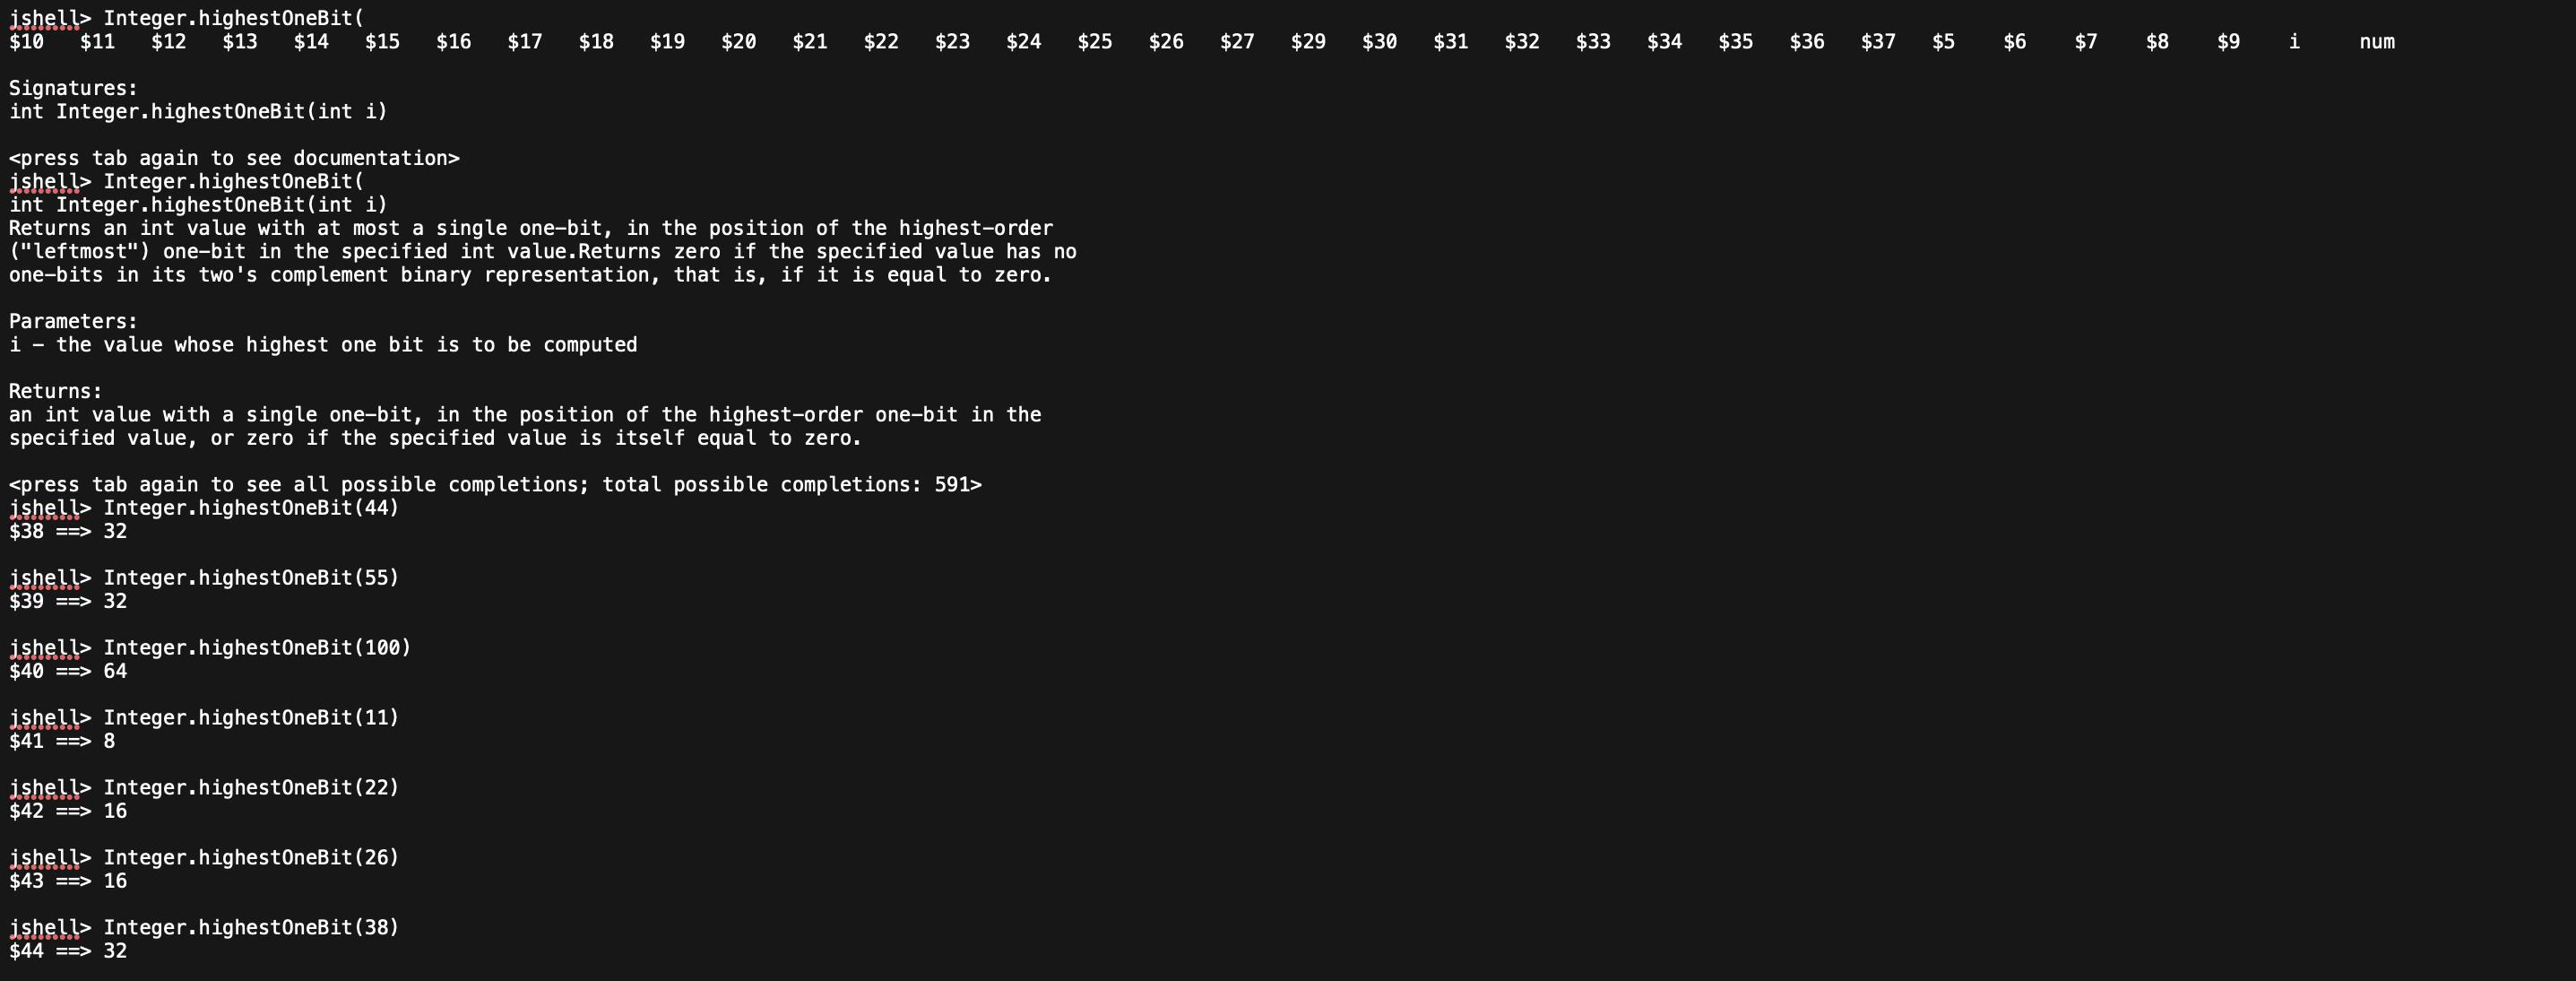 jshell> Integer.highestOneBit(
$10 $11 $12 $13 $14 $15 $16 $17 $18 $19 $20 $21 $22 $23 $24 $25 $26 $27 $29 $30 $31 $32 $33 $34 $35 $36 $37 $5 $6 $7 $8 $9 i num
Signatures:
int Integer.highestOneBit(int i)
<press tab again to see documentation>
jshell> Integer.highestOneBit(
int Integer.highestOneBit(int i)
Returns an int value with at most a single one-bit, in the position of the highest-order
("leftmost") one-bit in the specified int value.Returns zero if the specified value has no
one-bits in its two's complement binary representation, that is, if it is equal to zero.
Parameters:
i - the value whose highest one bit is to be computed
Returns:
an int value with a single one-bit, in the position of the highest-order one-bit in the
specified value, or zero if the specified value is itself equal to zero.
<press tab again to see all possible completions; total possible completions: 591>
jshell> Integer.highestOneBit(44)
$38 ==> 32
jshell> Integer.highestOneBit(55)
$39 ==> 32
jshell> Integer.highestOneBit(100)
$40 ==> 64
jshell> Integer.highestOneBit(11)
$41 ==> 8
jshell> Integer.highestOneBit(22)
$42 ==> 16
jshell> Integer.highestOneBit(26)
$43 ==> 16
jshell> Integer.highestOneBit(38)
$44 ==> 32